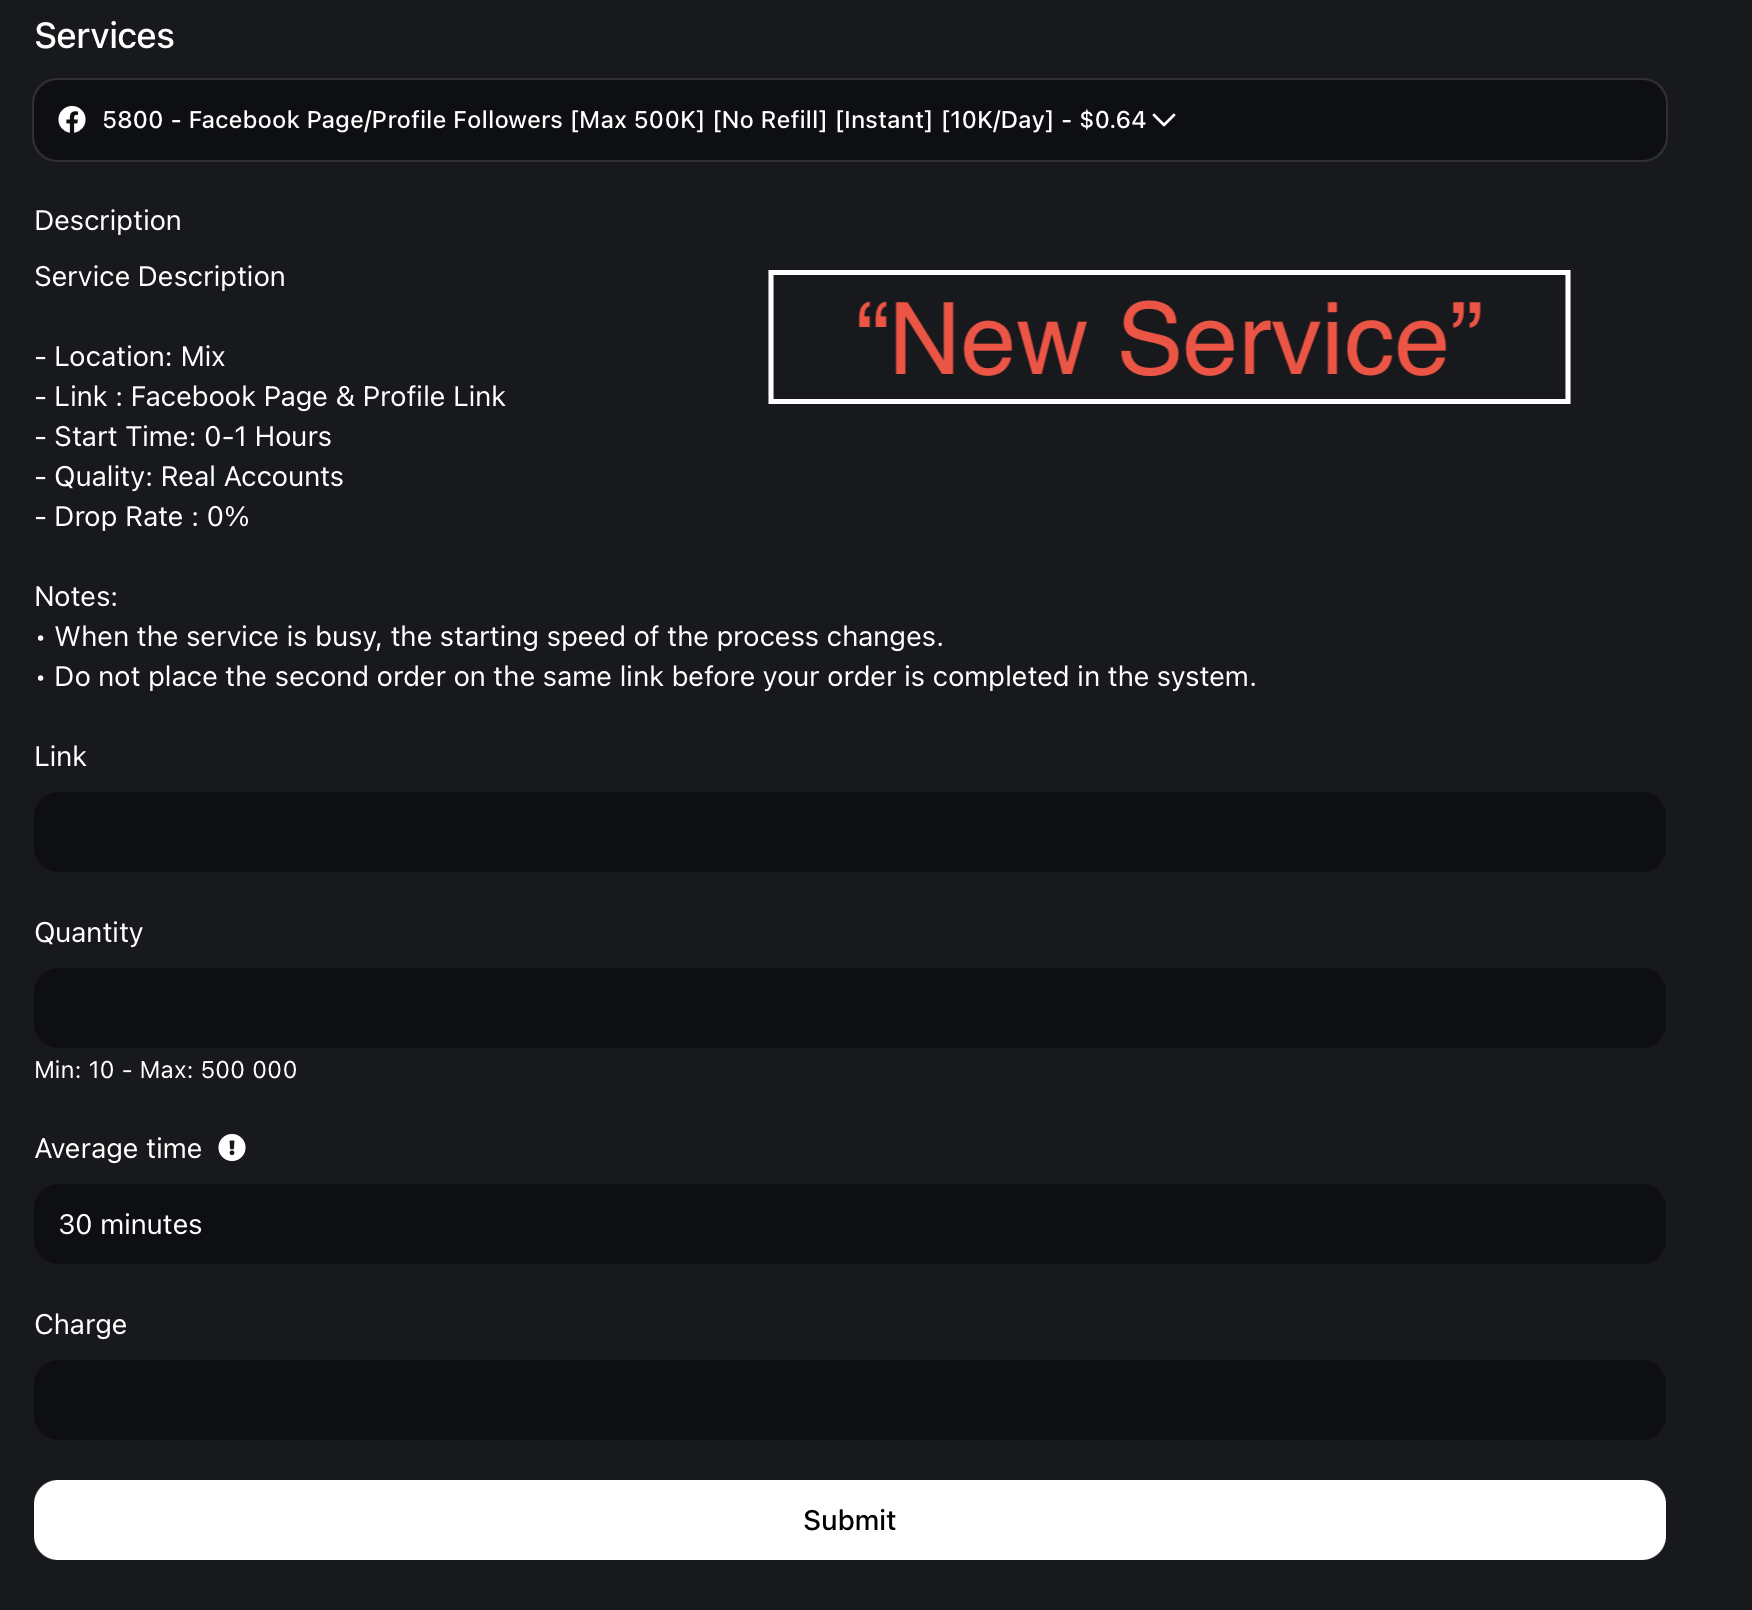 Services
5800 - Facebook Page/Profile Followers [Max 500K] [No Refill] [Instant] [10K/Day] - $0.64
Description
Service Description
“New Service”
- Location: Mix
- Link : Facebook Page & Profile Link
- Start Time: 0-1 Hours
- Quality: Real Accounts
- Drop Rate : 0%
Notes:
• When the service is busy, the starting speed of the process changes.
• Do not place the second order on the same link before your order is completed in the system.
Link
Quantity
Min: 10 - Max: 500 000
Average time
30 minutes
Charge
Submit